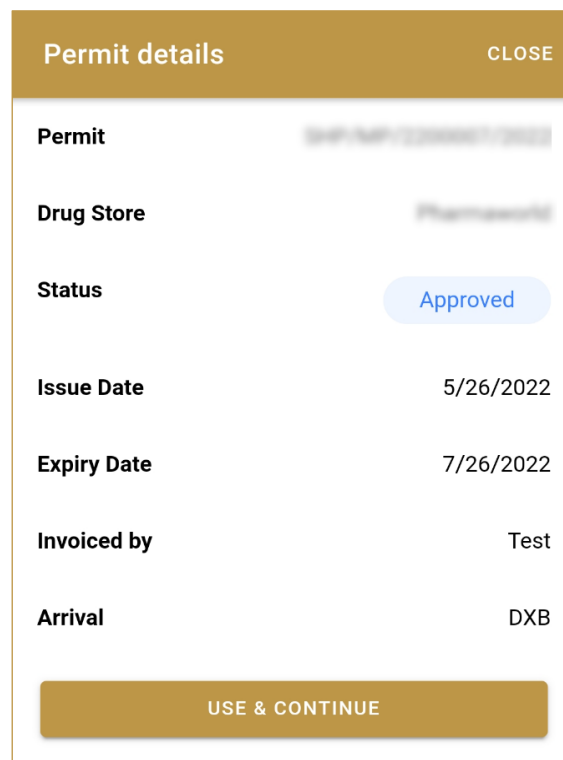 Permit details CLOSE
Permit
Drug Store
Status Approved
Issue Date 5/26/2022
Expiry Date 7/26/2022
Invoiced by Test
Arrival DXB
USE & CONTINUE